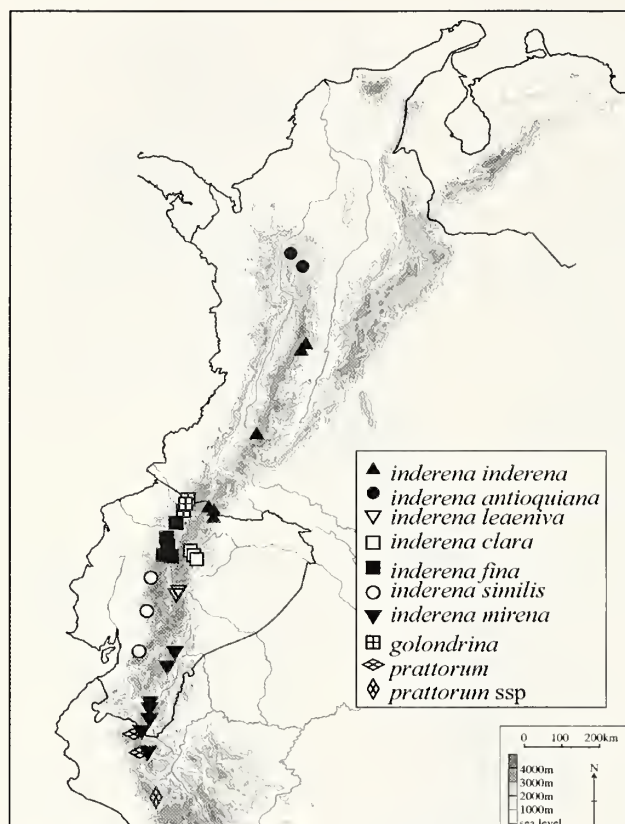 inderena inderena
inderena antioquiana
inderena leaeniva
inderena clara
inderena fina
inderena similis
inderena mirena
golondrina
prattorum
prattorum ssp
0 100 200km
4000m
3000m
2000m
1000m
sea level
N